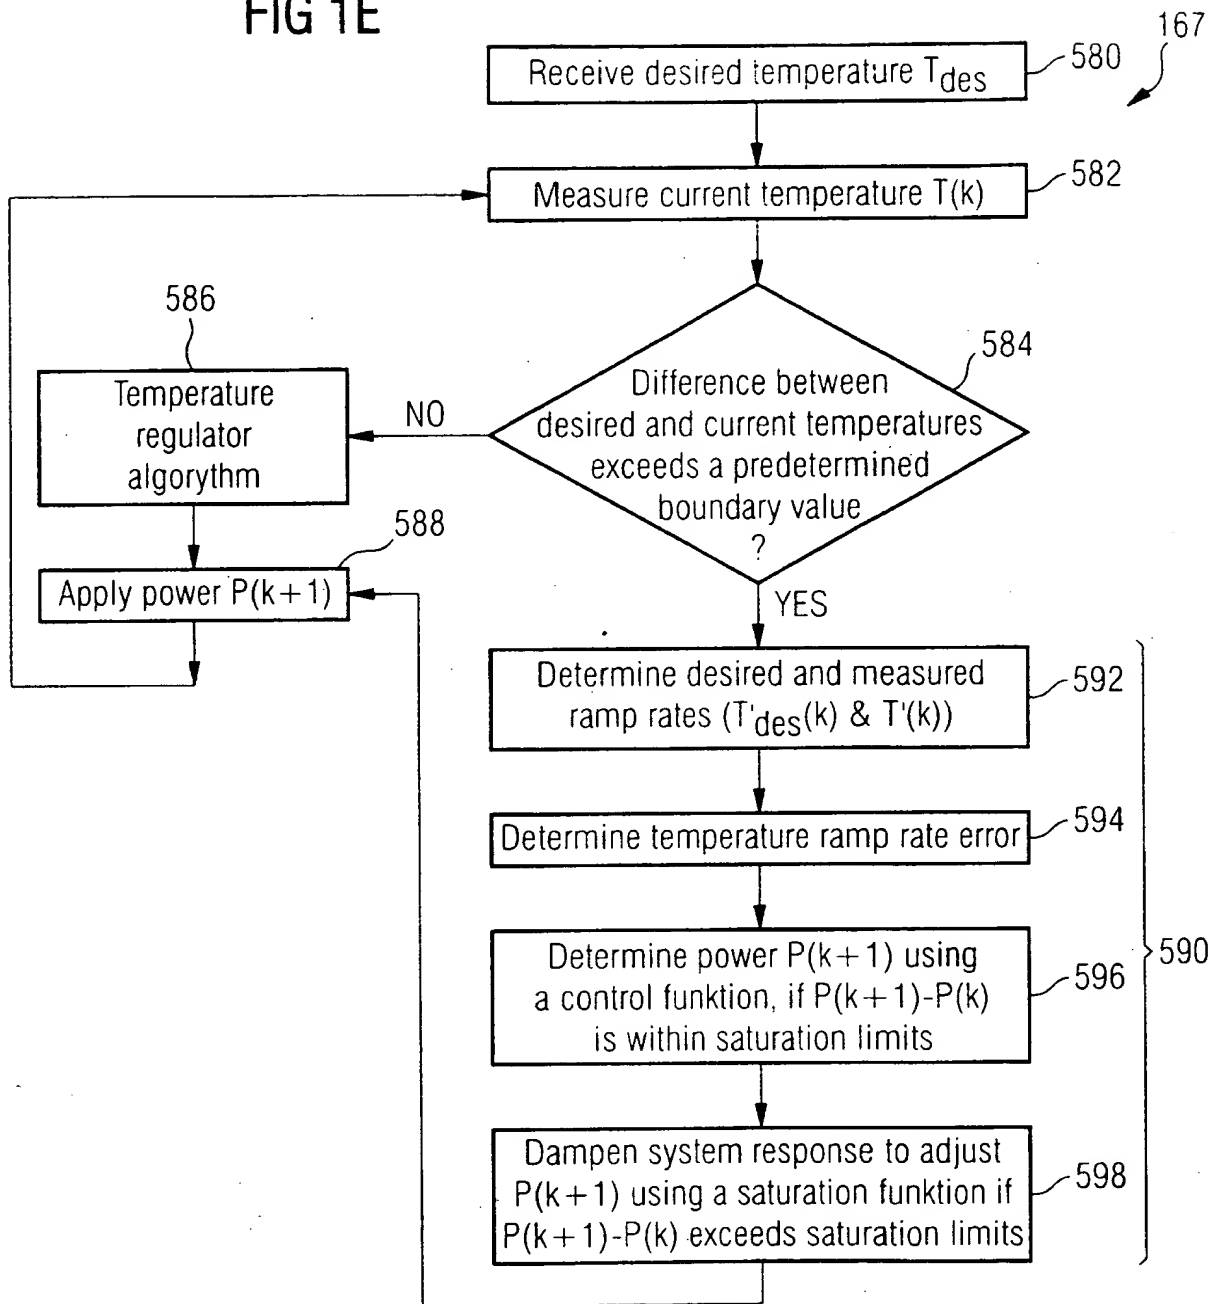 FIG 1E
167
Receive desired temperature Tdes
580
Measure current temperature T(k)
582
586
584
Difference between
desired and current temperatures
exceeds a predetermined
boundary value
?
NO
Temperature
regulator
algorythm
588
Apply power P(k+1)
YES
Determine desired and measured
ramp rates (T'des(k) & T'(k))
592
Determine temperature ramp rate error
594
Determine power P(k+1) using
a control funktion, if P(k+1)-P(k)
is within saturation limits
596
590
Dampen system response to adjust
P(k+1) using a saturation funktion if
P(k+1)-P(k) exceeds saturation limits
598